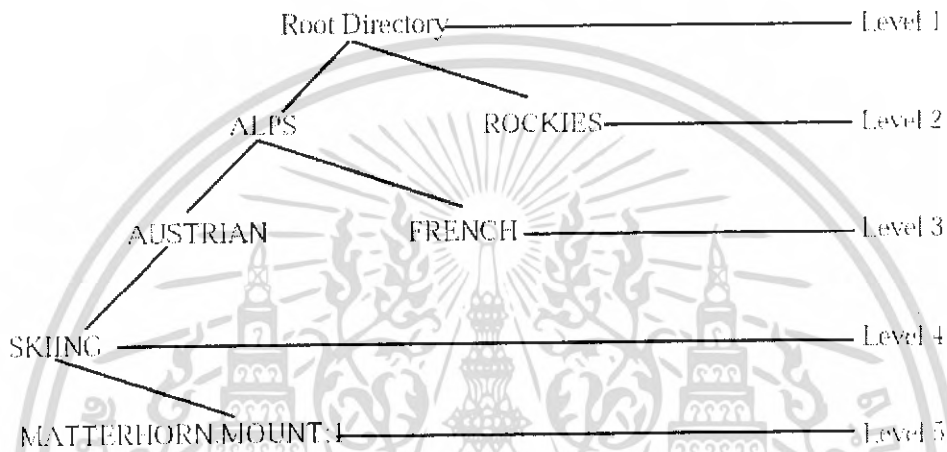 Root Directory Level 1
ALPS ROCKIES Level 2
AUSTRIAN FRENCH Level 3
SKIING Level 4
MATTERHORN.MOUNT;1 Level 5